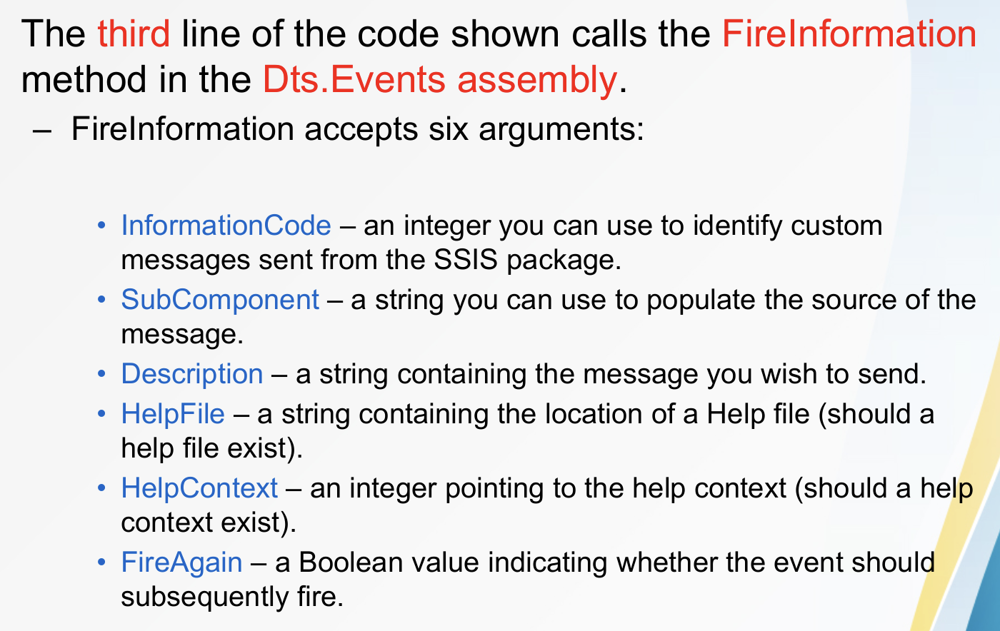 The third line of the code shown calls the FireInformation
method in the Dts.Events assembly.
– FireInformation accepts six arguments:
• InformationCode – an integer you can use to identify custom
messages sent from the SSIS package.
• SubComponent – a string you can use to populate the source of the
message.
• Description – a string containing the message you wish to send.
• HelpFile – a string containing the location of a Help file (should a
help file exist).
• HelpContext – an integer pointing to the help context (should a help
context exist).
• FireAgain – a Boolean value indicating whether the event should
subsequently fire.